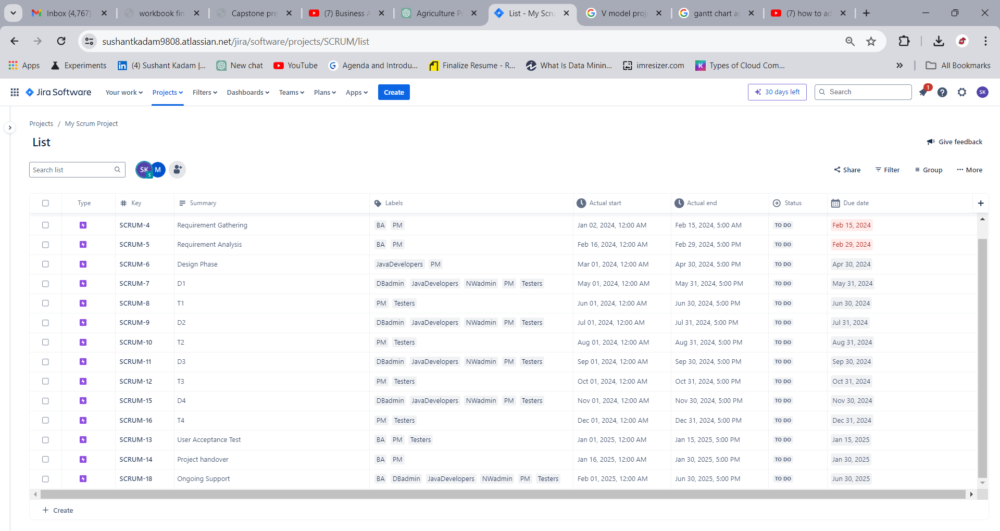 Inbox (4,767)
workbook fin
Capstone pre
(7) Business A
Agriculture P
List - My Scru
V model proj
gantt chart ag
(7) how to ad
sushantkadam9808.atlassian.net/jira/software/projects/SCRUM/list
Apps Experiments (4) Sushant Kadam |... New chat YouTube Agenda and Introdu... Finalize Resume - R... What Is Data Minin... imresizer.com Types of Cloud Com... All Bookmarks
Jira Software Your work Projects Filters Dashboards Teams Plans Apps Create 30 days left Search 1 SK
Projects / My Scrum Project
List
Give feedback
Search list SK S M Share Filter Group More
Type Key Summary Labels Actual start Actual end Status Due date
SCRUM-4 Requirement Gathering BA PM Jan 02, 2024, 12:00 AM Feb 15, 2024, 5:00 AM TO DO Feb 15, 2024
SCRUM-5 Requirement Analysis BA PM Feb 16, 2024, 12:00 AM Feb 29, 2024, 5:00 PM TO DO Feb 29, 2024
SCRUM-6 Design Phase JavaDevelopers PM Mar 01, 2024, 12:00 AM Apr 30, 2024, 5:00 PM TO DO Apr 30, 2024
SCRUM-7 D1 DBadmin JavaDevelopers NWadmin PM Testers May 01, 2024, 12:00 AM May 31, 2024, 5:00 PM TO DO May 31, 2024
SCRUM-8 T1 PM Testers Jun 01, 2024, 12:00 AM Jun 30, 2024, 5:00 PM TO DO Jun 30, 2024
SCRUM-9 D2 DBadmin JavaDevelopers NWadmin PM Testers Jul 01, 2024, 12:00 AM Jul 31, 2024, 5:00 PM TO DO Jul 31, 2024
SCRUM-10 T2 PM Testers Aug 01, 2024, 12:00 AM Aug 31, 2024, 5:00 PM TO DO Aug 31, 2024
SCRUM-11 D3 DBadmin JavaDevelopers NWadmin PM Testers Sep 01, 2024, 12:00 AM Sep 30, 2024, 5:00 PM TO DO Sep 30, 2024
SCRUM-12 T3 PM Testers Oct 01, 2024, 12:00 AM Oct 31, 2024, 5:00 PM TO DO Oct 31, 2024
SCRUM-15 D4 DBadmin JavaDevelopers NWadmin PM Testers Nov 01, 2024, 12:00 AM Nov 30, 2024, 5:00 PM TO DO Nov 30, 2024
SCRUM-16 T4 PM Testers Dec 01, 2024, 12:00 AM Dec 31, 2024, 5:00 PM TO DO Dec 31, 2024
SCRUM-13 User Acceptance Test BA PM Testers Jan 01, 2025, 12:00 AM Jan 15, 2025, 5:00 PM TO DO Jan 15, 2025
SCRUM-14 Project handover BA PM Jan 16, 2025, 12:00 AM Jan 30, 2025, 5:00 PM TO DO Jan 30, 2025
SCRUM-18 Ongoing Support BA DBadmin JavaDevelopers NWadmin PM Testers Feb 01, 2025, 12:00 AM Jun 30, 2025, 5:00 PM TO DO Jun 30, 2025
+ Create